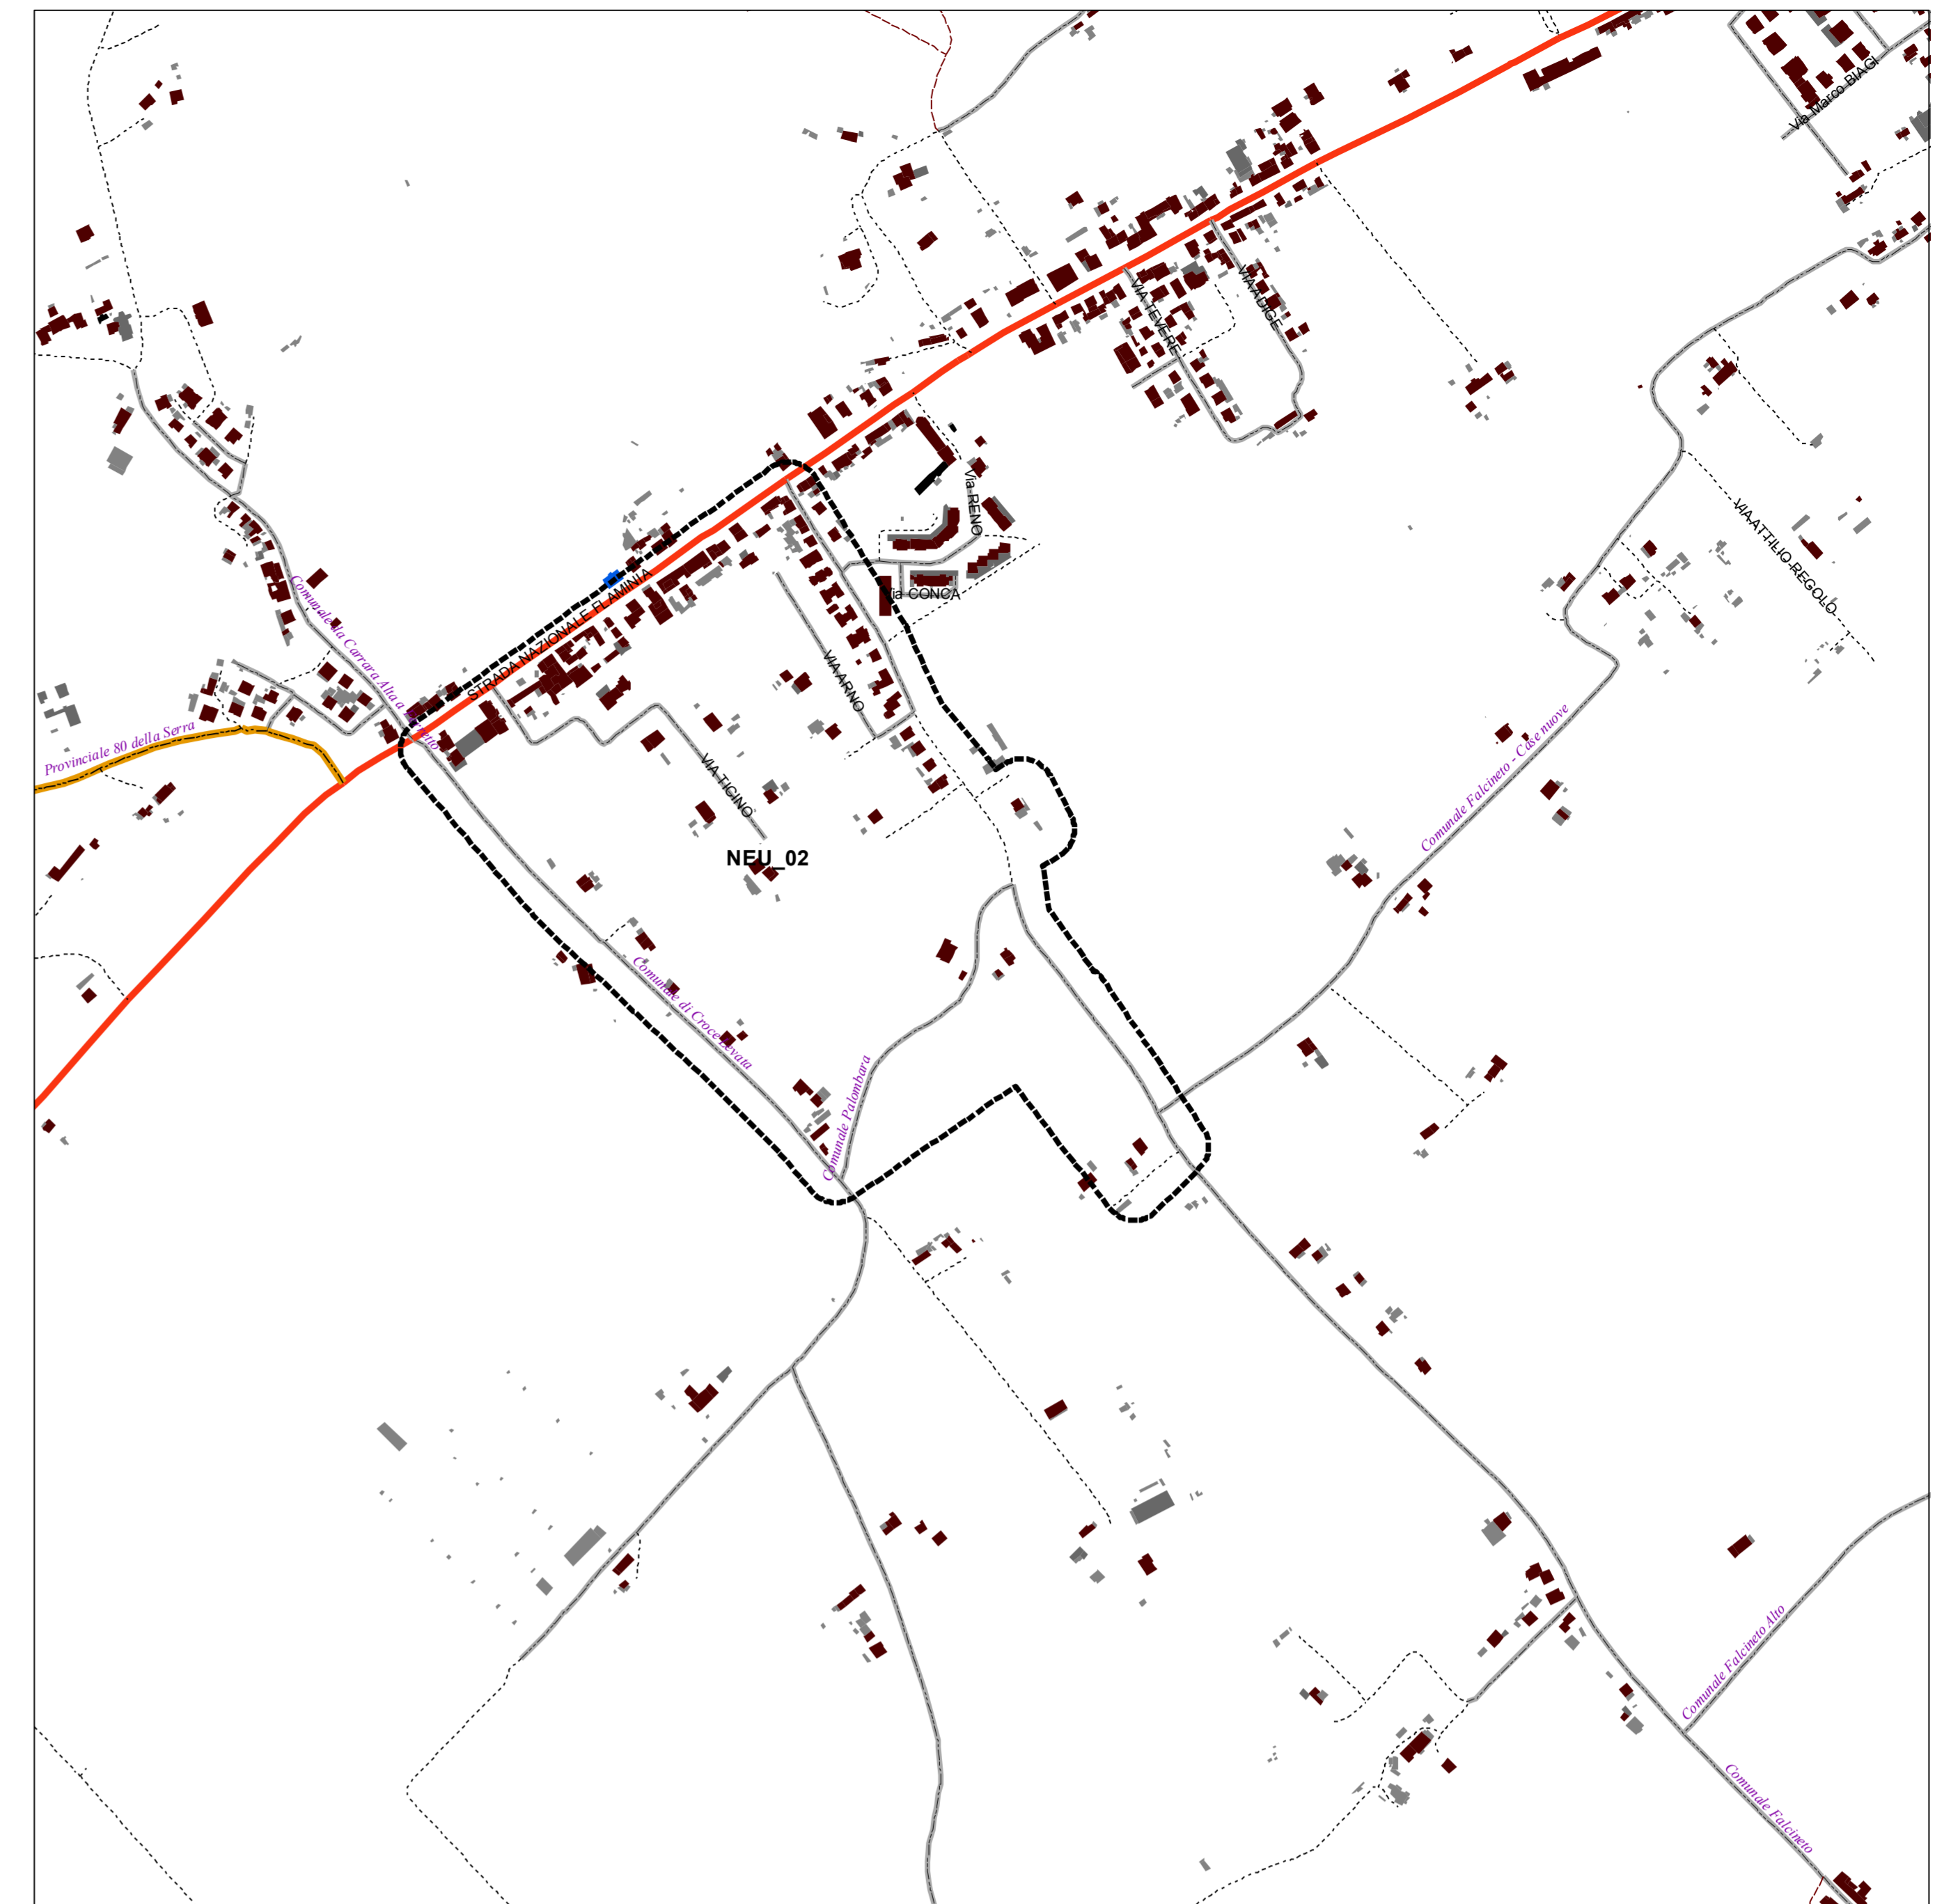 Via Marco BIAGI
VIA ADIGE
VIA TEVERE
Via RENO
VIA ATTILIO REGOLO
Via CONCA
STRADA NAZIONALE FLAMINIA
Comunale da Carrara Alta a
VIA ARNO
Provinciale 80 della Serra
VIA TICINO
Comunale Falcineto - Case nuove
NEU_02
Comunale di Croce Levata
Comunale Palombara
Comunale Falcineto Alto
Comunale Falcineto